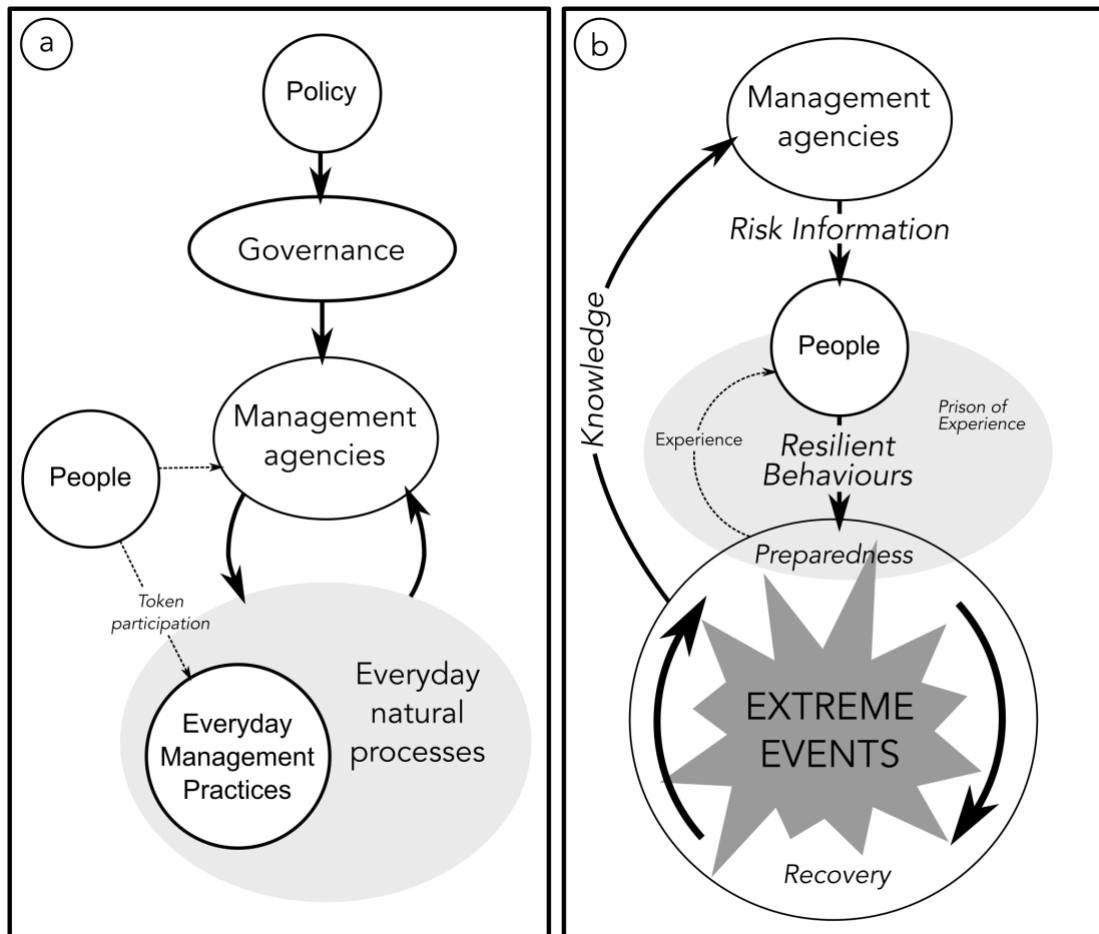 a
Policy
Governance
Management
agencies
People
Token
participation
Everyday
natural
processes
Everyday
Management
Practices
b
Management
agencies
Risk Information
People
Knowledge
Prison of
Experience
Experience
Resilient
Behaviours
Preparedness
EXTREME
EVENTS
Recovery